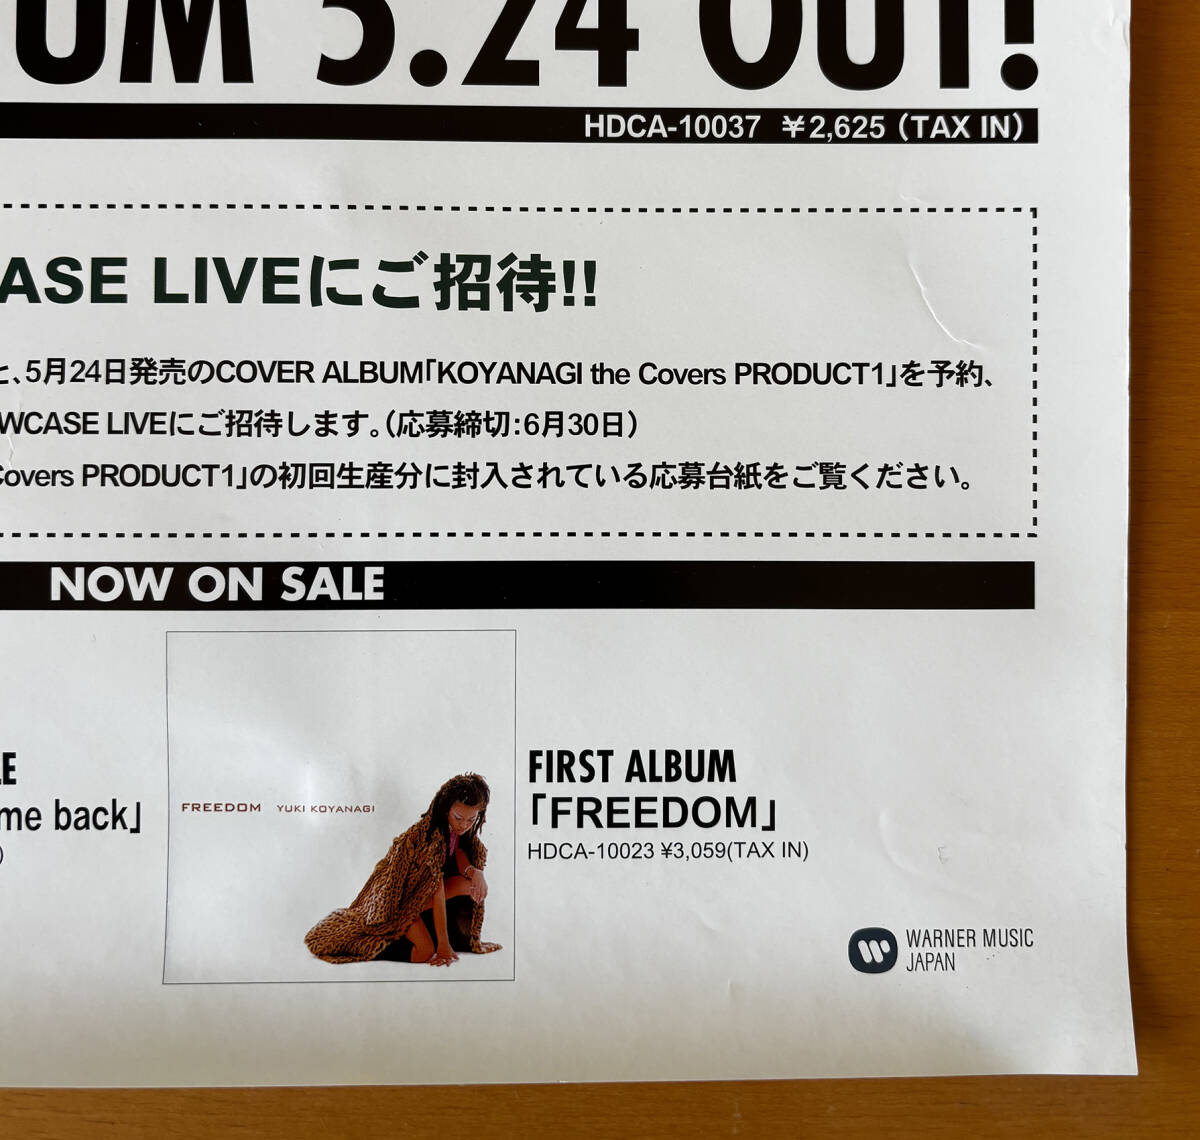 UM 5.24 OUT!
HDCA-10037 ¥2,625 (TAX IN)
CASE LIVEにご招待!!
と、5月24日発売のCOVER ALBUM「KOYANAGI the Covers PRODUCT1」を予約、
WCASE LIVEにご招待します。(応募締切:6月30日)
Covers PRODUCT1」の初回生産分に封入されている応募台紙をご覧ください。
NOW ON SALE
LE
me back」
)
FREEDOM YUKI KOYANAGI
FIRST ALBUM
「FREEDOM」
HDCA-10023 ¥3,059(TAX IN)
WARNER MUSIC
JAPAN